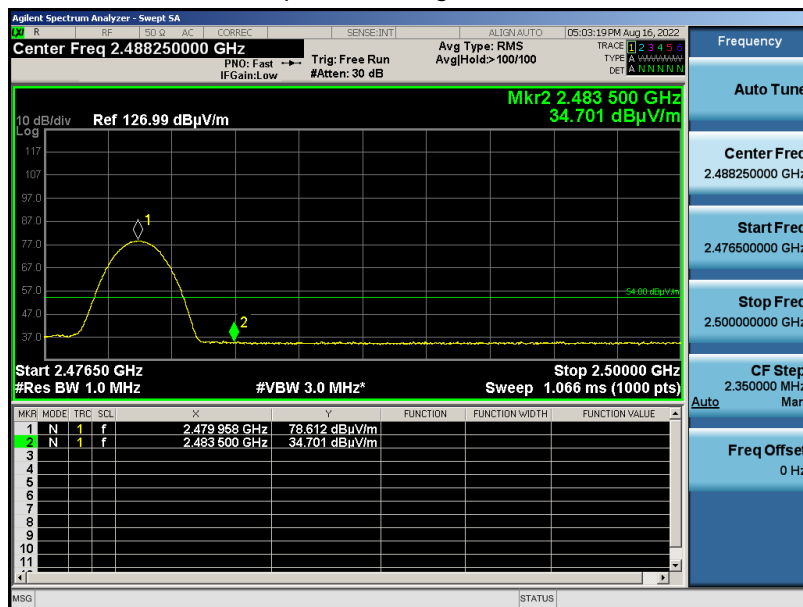 Agilent Spectrum Analyzer - Swept SA
LXI R RF 50 Ω AC CORREC SENSE:INT ALIGN AUTO 05:03:19 PM Aug 16, 2022
Center Freq 2.488250000 GHz
PNO: Fast
IFGain:Low
Trig: Free Run
#Atten: 30 dB
Avg Type: RMS
Avg|Hold:>100/100
TRACE 1 2 3 4 5 6
TYPE A
DET A N N N N N
Mkr2 2.483 500 GHz
34.701 dBµV/m
10 dB/div Ref 126.99 dBµV/m
Log
117
107
97.0
87.0
77.0
67.0
57.0
47.0
37.0
1
2
54.00 dBµV/m
Start 2.47650 GHz Stop 2.50000 GHz
#Res BW 1.0 MHz #VBW 3.0 MHz* Sweep 1.066 ms (1000 pts)
MKR MODE TRC SCL X Y FUNCTION FUNCTION WIDTH FUNCTION VALUE
1 N 1 f 2.479 958 GHz 78.612 dBµV/m
2 N 1 f 2.483 500 GHz 34.701 dBµV/m
3
4
5
6
7
8
9
10
11
MSG STATUS
Frequency
Auto Tune
Center Freq
2.488250000 GHz
Start Freq
2.476500000 GHz
Stop Freq
2.500000000 GHz
CF Step
2.350000 MHz
Auto Man
Freq Offset
0 Hz